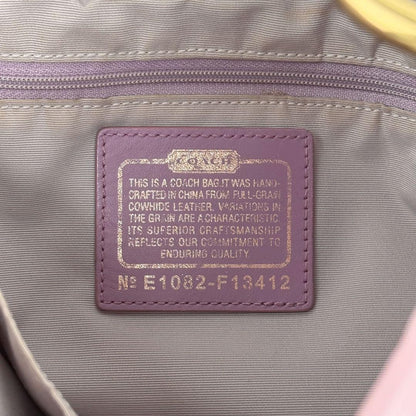 COACH
THIS IS A COACH BAG.IT WAS HAND-
CRAFTED IN CHINA FROM FULL-GRAIN
COWHIDE LEATHER. VARIATIONS IN
THE GRAIN ARE A CHARACTERISTIC.
ITS SUPERIOR CRAFTSMANSHIP
REFLECTS OUR COMMITMENT TO
ENDURING QUALITY.
Nº E1082-F13412